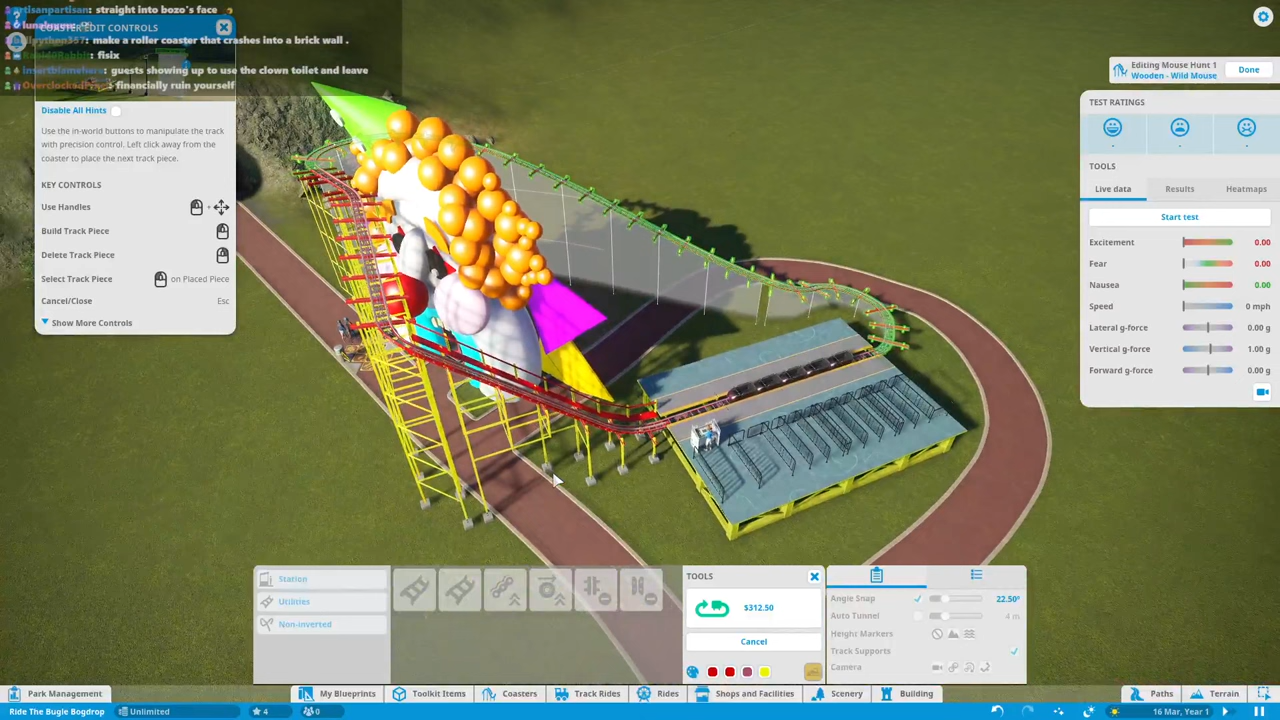 artisanpartisan: straight into bozo's face
COASTER EDIT CONTROLS
make a roller coaster that crashes into a brick wall .
fisix
guests showing up to use the clown toilet and leave
financially ruin yourself
Disable All Hints
Use the in-world buttons to manipulate the track
with precision control. Left click away from the
coaster to place the next track piece.
KEY CONTROLS
Use Handles
Build Track Piece
Delete Track Piece
Select Track Piece on Placed Piece
Cancel/Close Esc
Show More Controls
Editing Mouse Hunt 1
Wooden - Wild Mouse
Done
TEST RATINGS
- - -
TOOLS
Live data Results Heatmaps
Start test
Excitement 0.00
Fear 0.00
Nausea 0.00
Speed 0 mph
Lateral g-force 0.00 g
Vertical g-force 1.00 g
Forward g-force 0.00 g
Station
Utilities
Non-inverted
TOOLS
$312.50
Cancel
Angle Snap 22.50°
Auto Tunnel 4 m
Height Markers
Track Supports
Camera
Park Management My Blueprints Toolkit Items Coasters Track Rides Rides Shops and Facilities Scenery Building Paths Terrain
Ride The Bugle Bogdrop Unlimited 4 0 16 Mar, Year 1